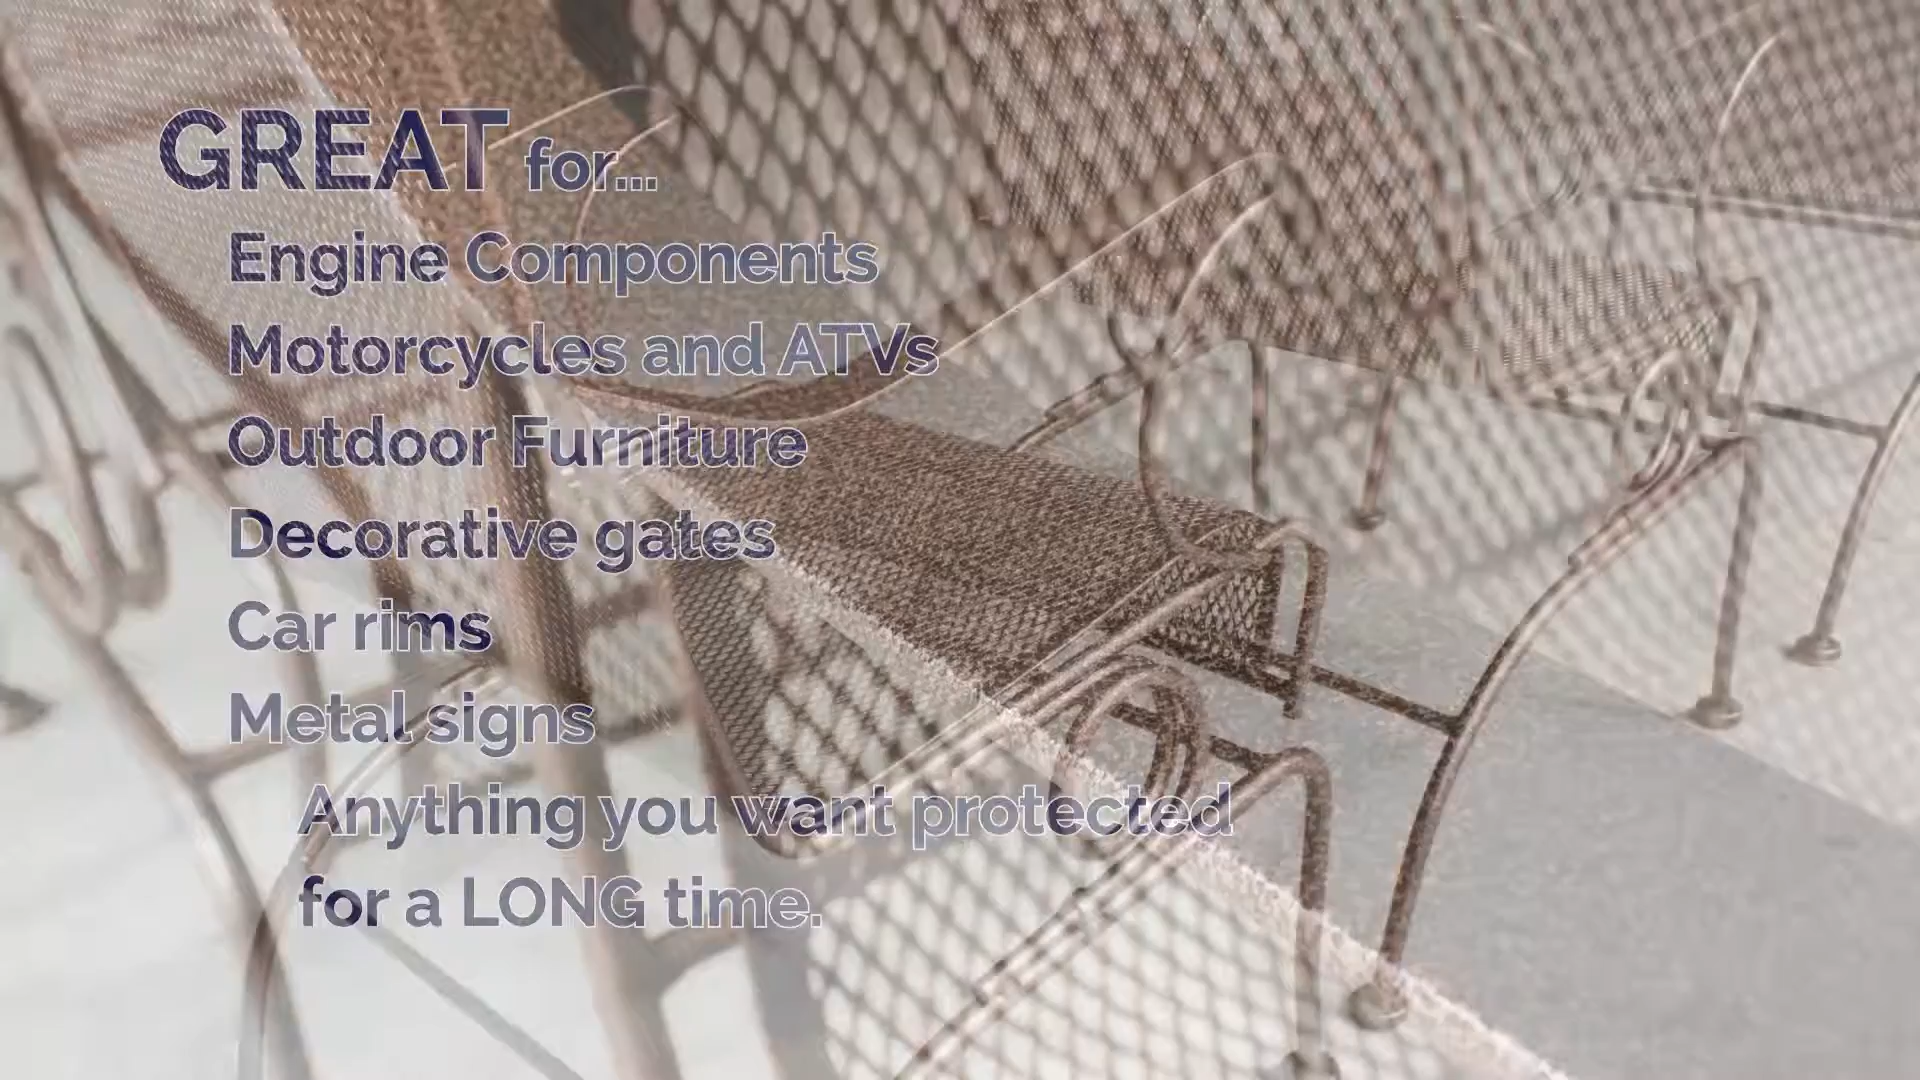 GREAT for...
Engine Components
Motorcycles and ATVs
Outdoor Furniture
Decorative gates
Car rims
Metal signs
Anything you want protected
for a LONG time.